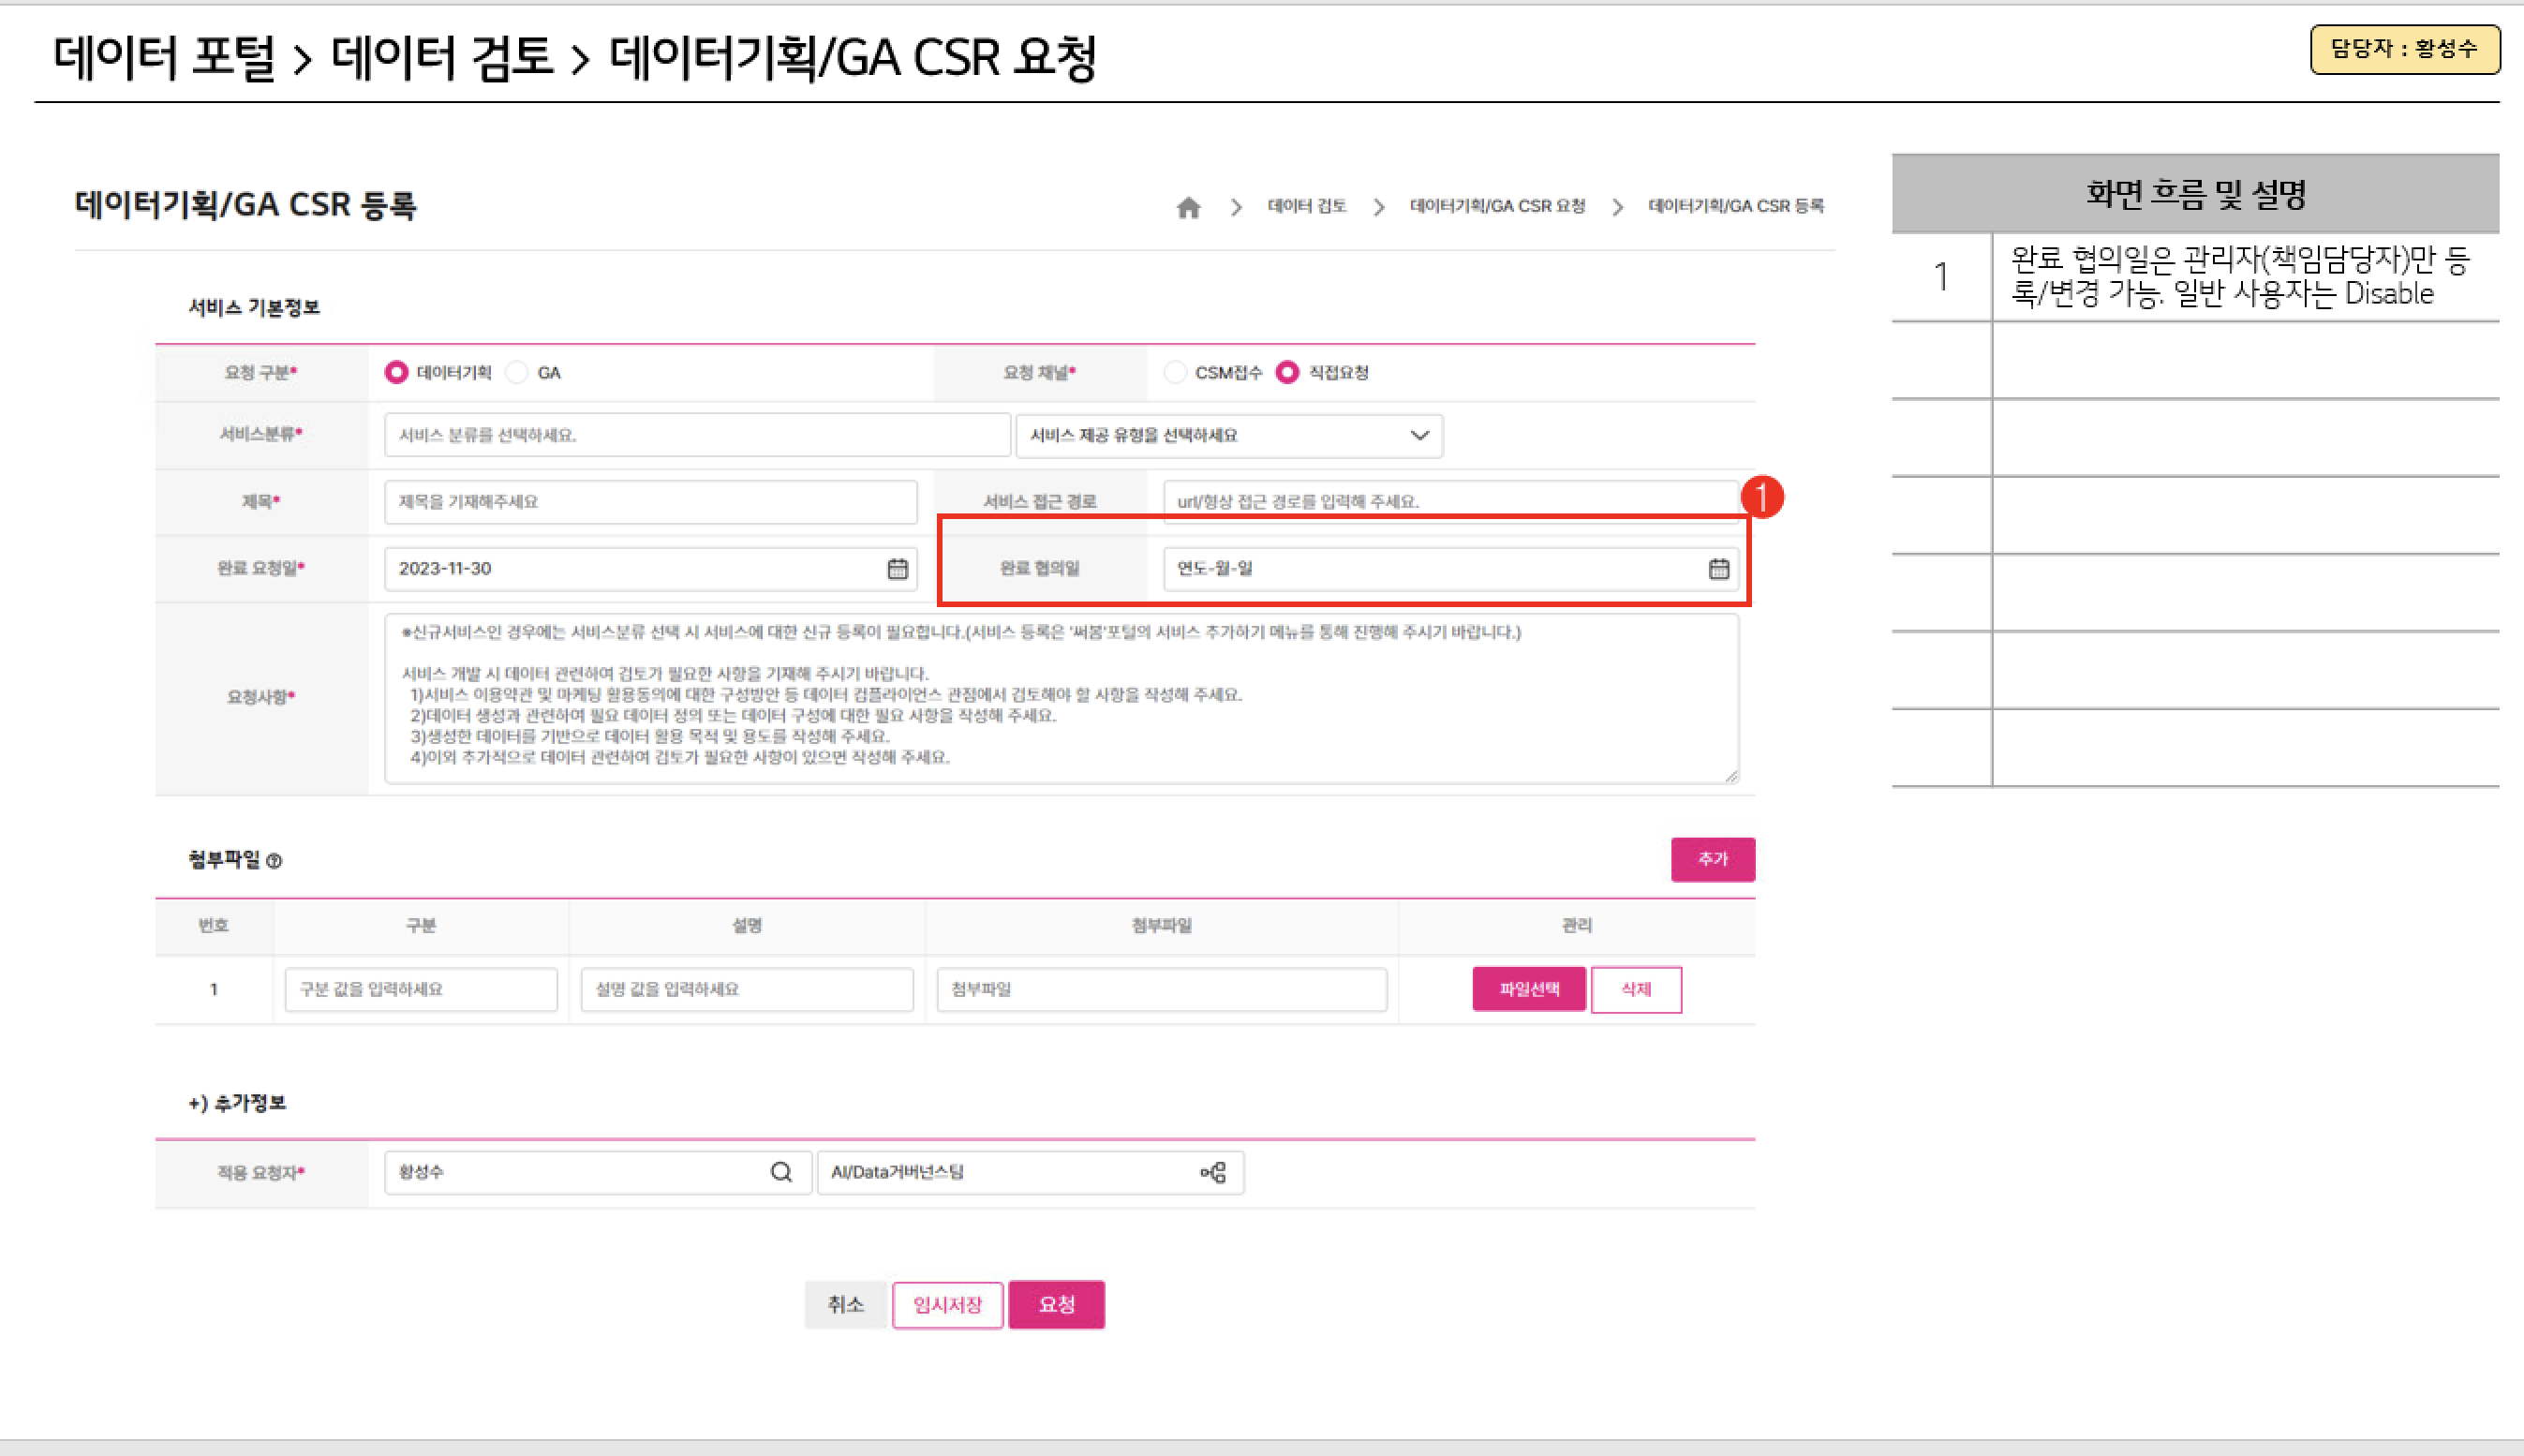 데이터 포털 > 데이터 검토 > 데이터기획/GA CSR 요청
담당자 : 황성수
데이터기획/GA CSR 등록
데이터 검토 > 데이터기획/GA CSR 요청 > 데이터기획/GA CSR 등록
서비스 기본정보
요청 구분* 데이터기획 GA 요청 채널* CSM접수 직접요청
서비스분류* 서비스 분류를 선택하세요. 서비스 제공 유형을 선택하세요
제목* 제목을 기재해주세요 서비스 접근 경로 url/형상 접근 경로를 입력해 주세요.
1
완료 요청일* 2023-11-30 완료 협의일 연도-월-일
요청사항*
※신규서비스인 경우에는 서비스분류 선택 시 서비스에 대한 신규 등록이 필요합니다.(서비스 등록은 '써봄'포털의 서비스 추가하기 메뉴를 통해 진행해 주시기 바랍니다.)
서비스 개발 시 데이터 관련하여 검토가 필요한 사항을 기재해 주시기 바랍니다.
1)서비스 이용약관 및 마케팅 활용동의에 대한 구성방안 등 데이터 컴플라이언스 관점에서 검토해야 할 사항을 작성해 주세요.
2)데이터 생성과 관련하여 필요 데이터 정의 또는 데이터 구성에 대한 필요 사항을 작성해 주세요.
3)생성한 데이터를 기반으로 데이터 활용 목적 및 용도를 작성해 주세요.
4)이외 추가적으로 데이터 관련하여 검토가 필요한 사항이 있으면 작성해 주세요.
첨부파일 ?
추가
번호 구분 설명 첨부파일 관리
1 구분 값을 입력하세요 설명 값을 입력하세요 첨부파일 파일선택 삭제
+) 추가정보
적용 요청자* 황성수 AI/Data거버넌스팀
취소 임시저장 요청
화면 흐름 및 설명
1
완료 협의일은 관리자(책임담당자)만 등
록/변경 가능. 일반 사용자는 Disable